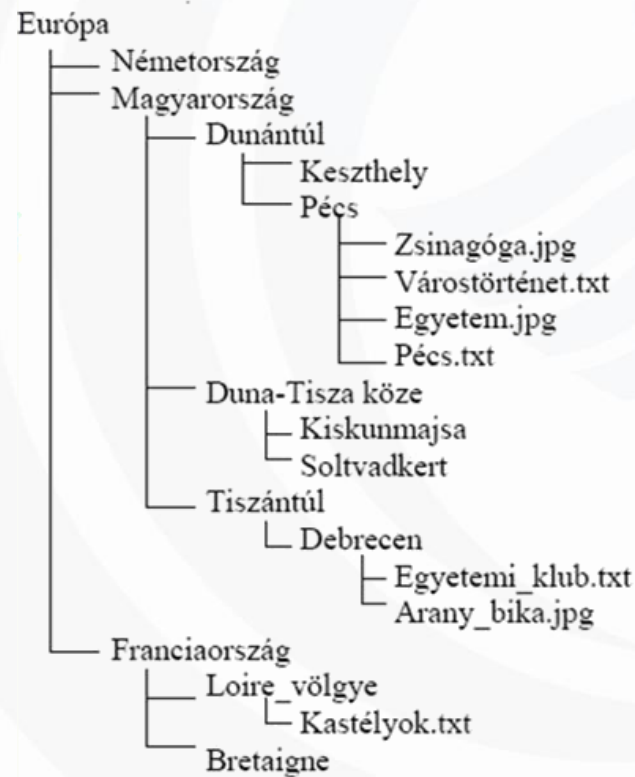 Európa
Németország
Magyarország
Dunántúl
Keszthely
Pécs
Zsinagóga.jpg
Várostörténet.txt
Egyetem.jpg
Pécs.txt
Duna-Tisza köze
Kiskunmajsa
Soltvadkert
Tiszántúl
Debrecen
Egyetemi_klub.txt
Arany_bika.jpg
Franciaország
Loire_völgye
Kastélyok.txt
Bretaigne